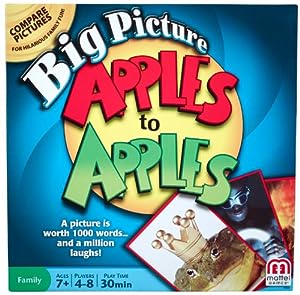 COMPARE
PICTURES
FOR HILARIOUS FAMILY FUN!
Big Picture
APPLES
to
APPLES
A picture is
worth 1000 words...
and a million
laughs!
Family
AGES 7+
PLAYERS 4-8
PLAY TIME 30min
M
mattel
GAMES